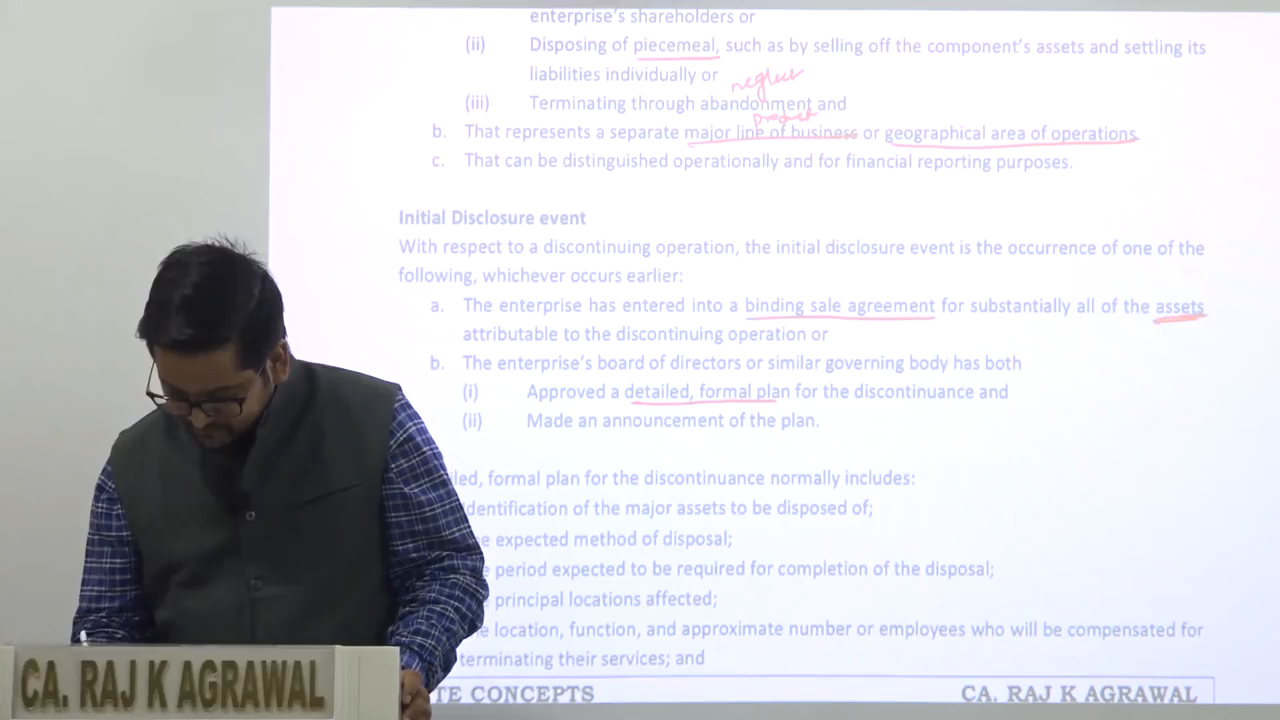 enterprise's shareholders or
(ii) Disposing of piecemeal, such as by selling off the component's assets and settling its
liabilities individually or
neglect
(iii) Terminating through abandonment and
product
b. That represents a separate major line of business or geographical area of operations
c. That can be distinguished operationally and for financial reporting purposes.
Initial Disclosure event
With respect to a discontinuing operation, the initial disclosure event is the occurrence of one of the
following, whichever occurs earlier:
a. The enterprise has entered into a binding sale agreement for substantially all of the assets
attributable to the discontinuing operation or
b. The enterprise's board of directors or similar governing body has both
(i) Approved a detailed, formal plan for the discontinuance and
(ii) Made an announcement of the plan.
formal plan for the discontinuance normally includes:
identification of the major assets to be disposed of;
expected method of disposal;
period expected to be required for completion of the disposal;
principal locations affected;
location, function, and approximate number or employees who will be compensated for
terminating their services; and
CONCEPTS CA. RAJ K AGRAWAL
CA. RAJ K AGRAWAL